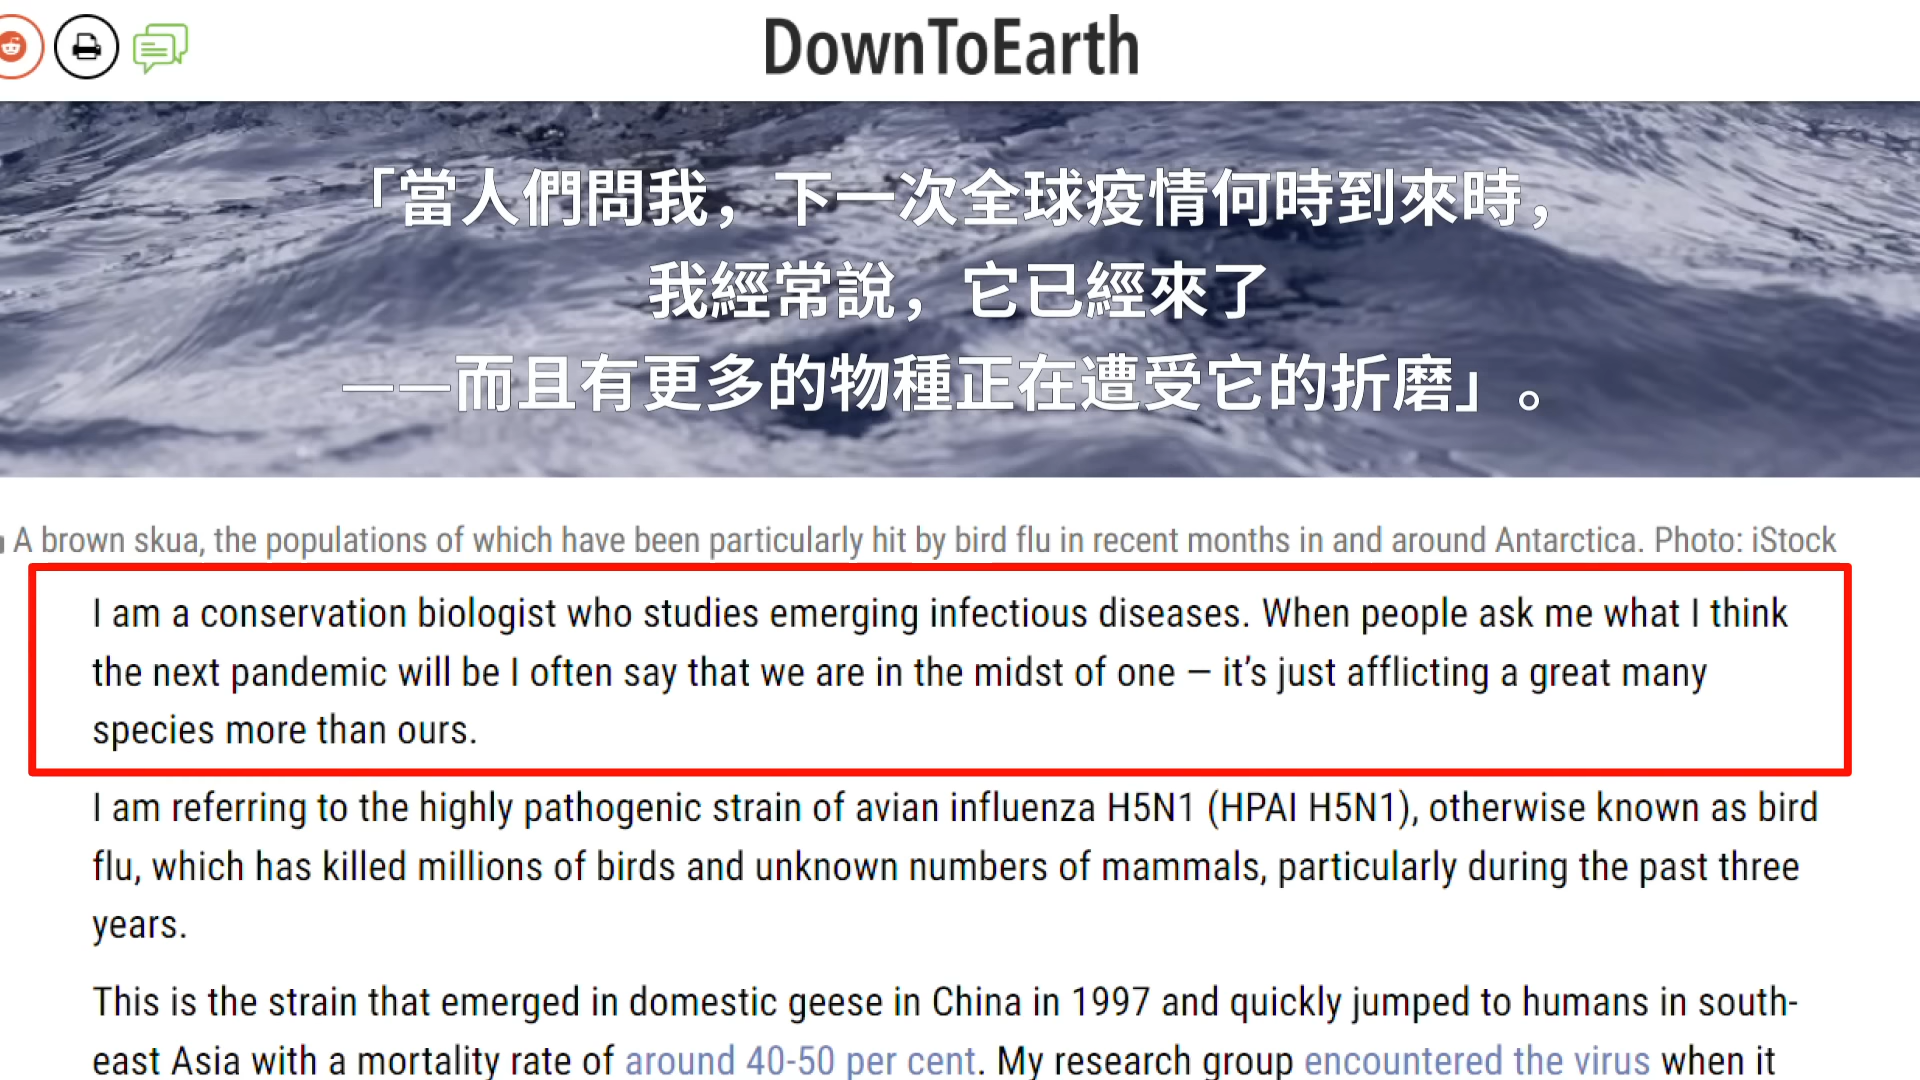 DownToEarth
「當人們問我，下一次全球疫情何時到來時，
我經常說，它已經來了
——而且有更多的物種正在遭受它的折磨」。
A brown skua, the populations of which have been particularly hit by bird flu in recent months in and around Antarctica. Photo: iStock
I am a conservation biologist who studies emerging infectious diseases. When people ask me what I think
the next pandemic will be I often say that we are in the midst of one – it’s just afflicting a great many
species more than ours.
I am referring to the highly pathogenic strain of avian influenza H5N1 (HPAI H5N1), otherwise known as bird
flu, which has killed millions of birds and unknown numbers of mammals, particularly during the past three
years.
This is the strain that emerged in domestic geese in China in 1997 and quickly jumped to humans in south-
east Asia with a mortality rate of around 40-50 per cent. My research group encountered the virus when it